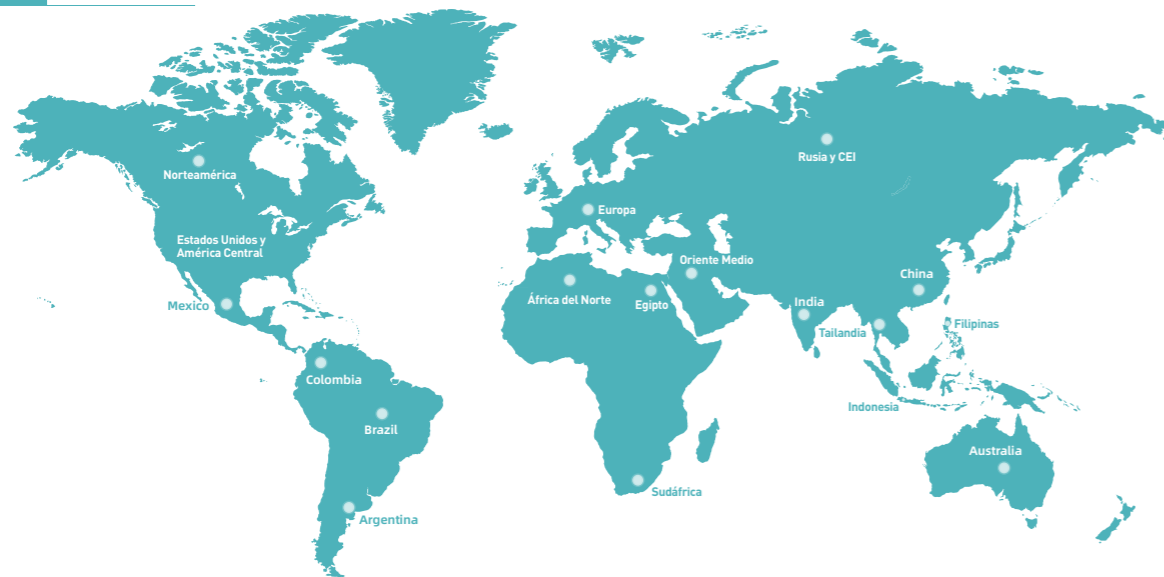 Rusia y CEI
Norteamérica
Europa
Estados Unidos y
América Central
Oriente Medio
China
África del Norte
Egipto
India
Mexico
Tailandia
Filipinas
Colombia
Indonesia
Brazil
Australia
Sudáfrica
Argentina